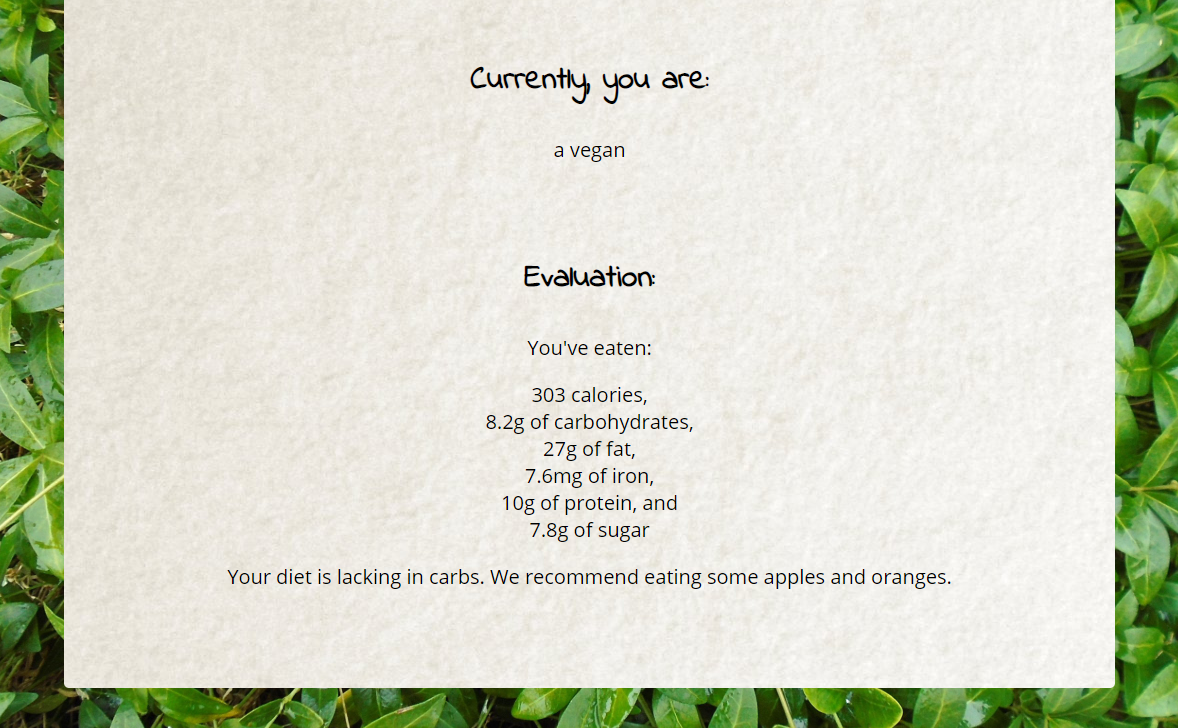 Currently, you are:
a vegan
Evaluation:
You've eaten:
303 calories,
8.2g of carbohydrates,
27g of fat,
7.6mg of iron,
10g of protein, and
7.8g of sugar
Your diet is lacking in carbs. We recommend eating some apples and oranges.